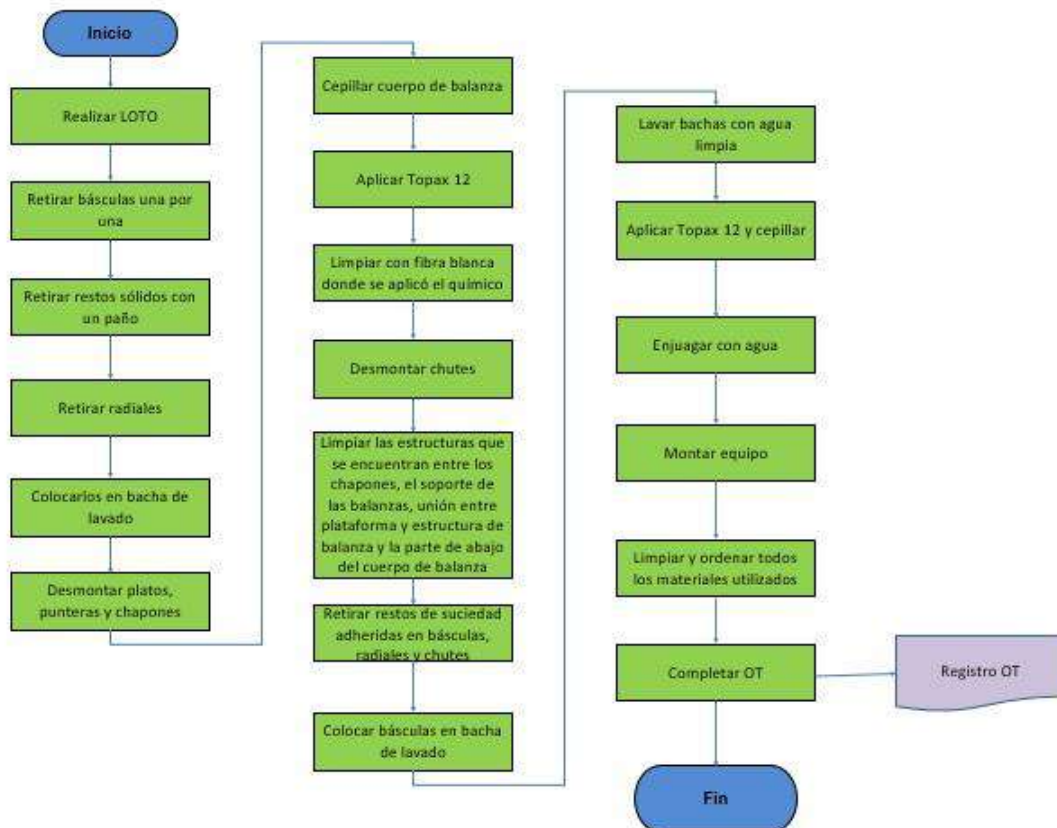 Inicio
Realizar LOTO
Retirar básculas una por
una
Retirar restos sólidos con
un paño
Retirar radiales
Colocarlos en bacha de
lavado
Desmontar platos,
punteras y chapones
Cepillar cuerpo de balanza
Aplicar Topax 12
Limpiar con fibra blanca
donde se aplicó el químico
Desmontar chutes
Limpiar las estructuras que
se encuentran entre los
chapones, el soporte de
las balanzas, unión entre
plataforma y estructura de
balanza y la parte de abajo
del cuerpo de balanza
Retirar restos de suciedad
adheridas en básculas,
radiales y chutes
Colocar básculas en bacha
de lavado
Lavar bachas con agua
limpia
Aplicar Topax 12 y cepillar
Enjuagar con agua
Montar equipo
Limpiar y ordenar todos
los materiales utilizados
Completar OT
Registro OT
Fin